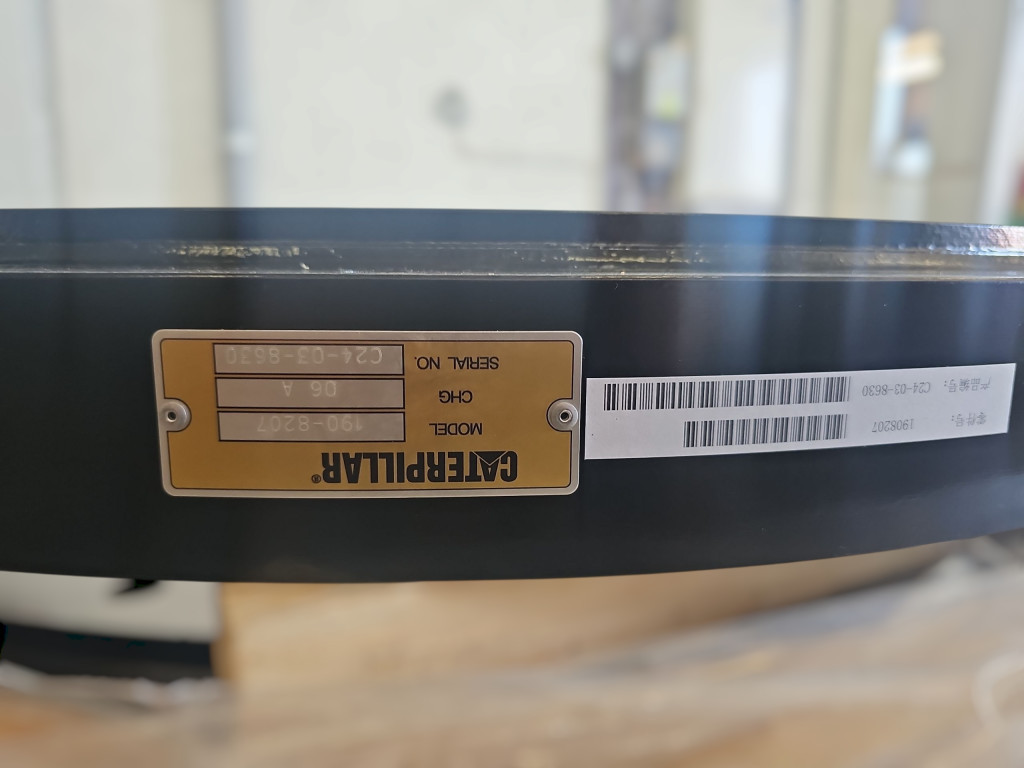 CATERPILLAR®
MODEL 190-8207
CHG 06 A
SERIAL NO. C24-03-8630
零件号: 1908207
产品编号: C24-03-8630